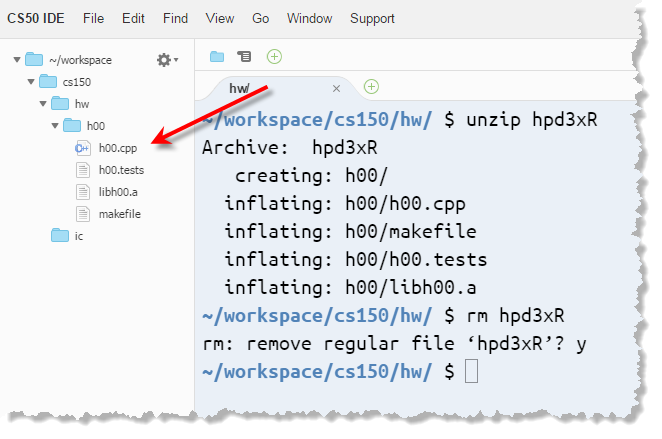 CS50 IDE File Edit Find View Go Window Support
~/workspace
cs150
hw
h00
h00.cpp
h00.tests
libh00.a
makefile
ic
hw/
~/workspace/cs150/hw/ $ unzip hpd3xR
Archive:  hpd3xR
   creating: h00/
  inflating: h00/h00.cpp
  inflating: h00/makefile
  inflating: h00/h00.tests
  inflating: h00/libh00.a
~/workspace/cs150/hw/ $ rm hpd3xR
rm: remove regular file ‘hpd3xR’? y
~/workspace/cs150/hw/ $